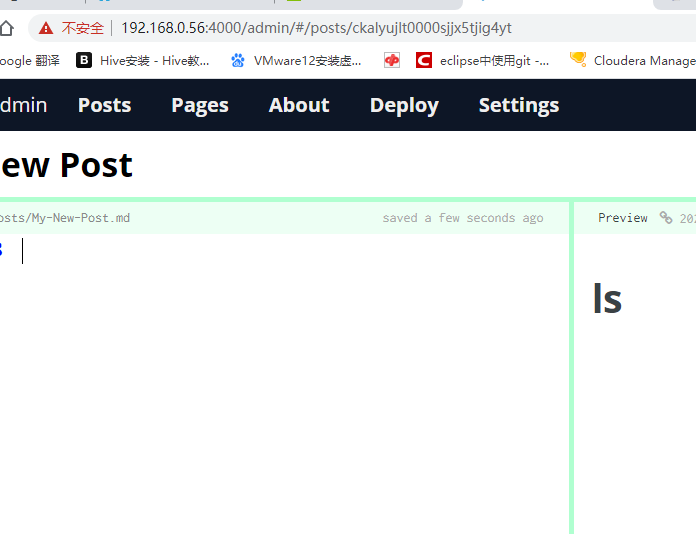 不安全 192.168.0.56:4000/admin/#/posts/ckalyujlt0000sjjx5tjig4yt
oogle 翻译 Hive安装 - Hive教... VMware12安装虚... eclipse中使用git -... Cloudera Manage
dmin Posts Pages About Deploy Settings
ew Post
osts/My-New-Post.md saved a few seconds ago Preview 202
ls